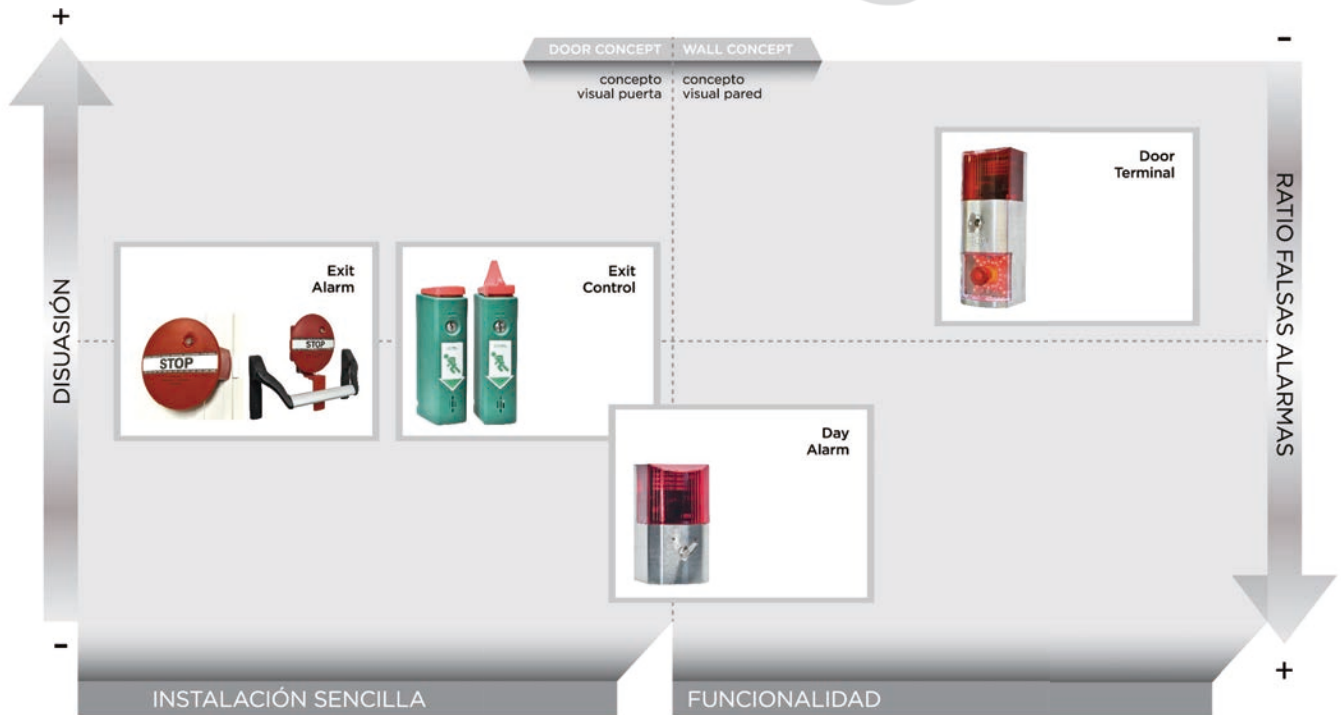 +
-
DOOR CONCEPT
WALL CONCEPT
concepto
visual puerta
concepto
visual pared
Door
Terminal
DISUASIÓN
RATIO FALSAS ALARMAS
Exit
Alarm
STOP
STOP
Exit
Control
Day
Alarm
-
+
INSTALACIÓN SENCILLA
FUNCIONALIDAD